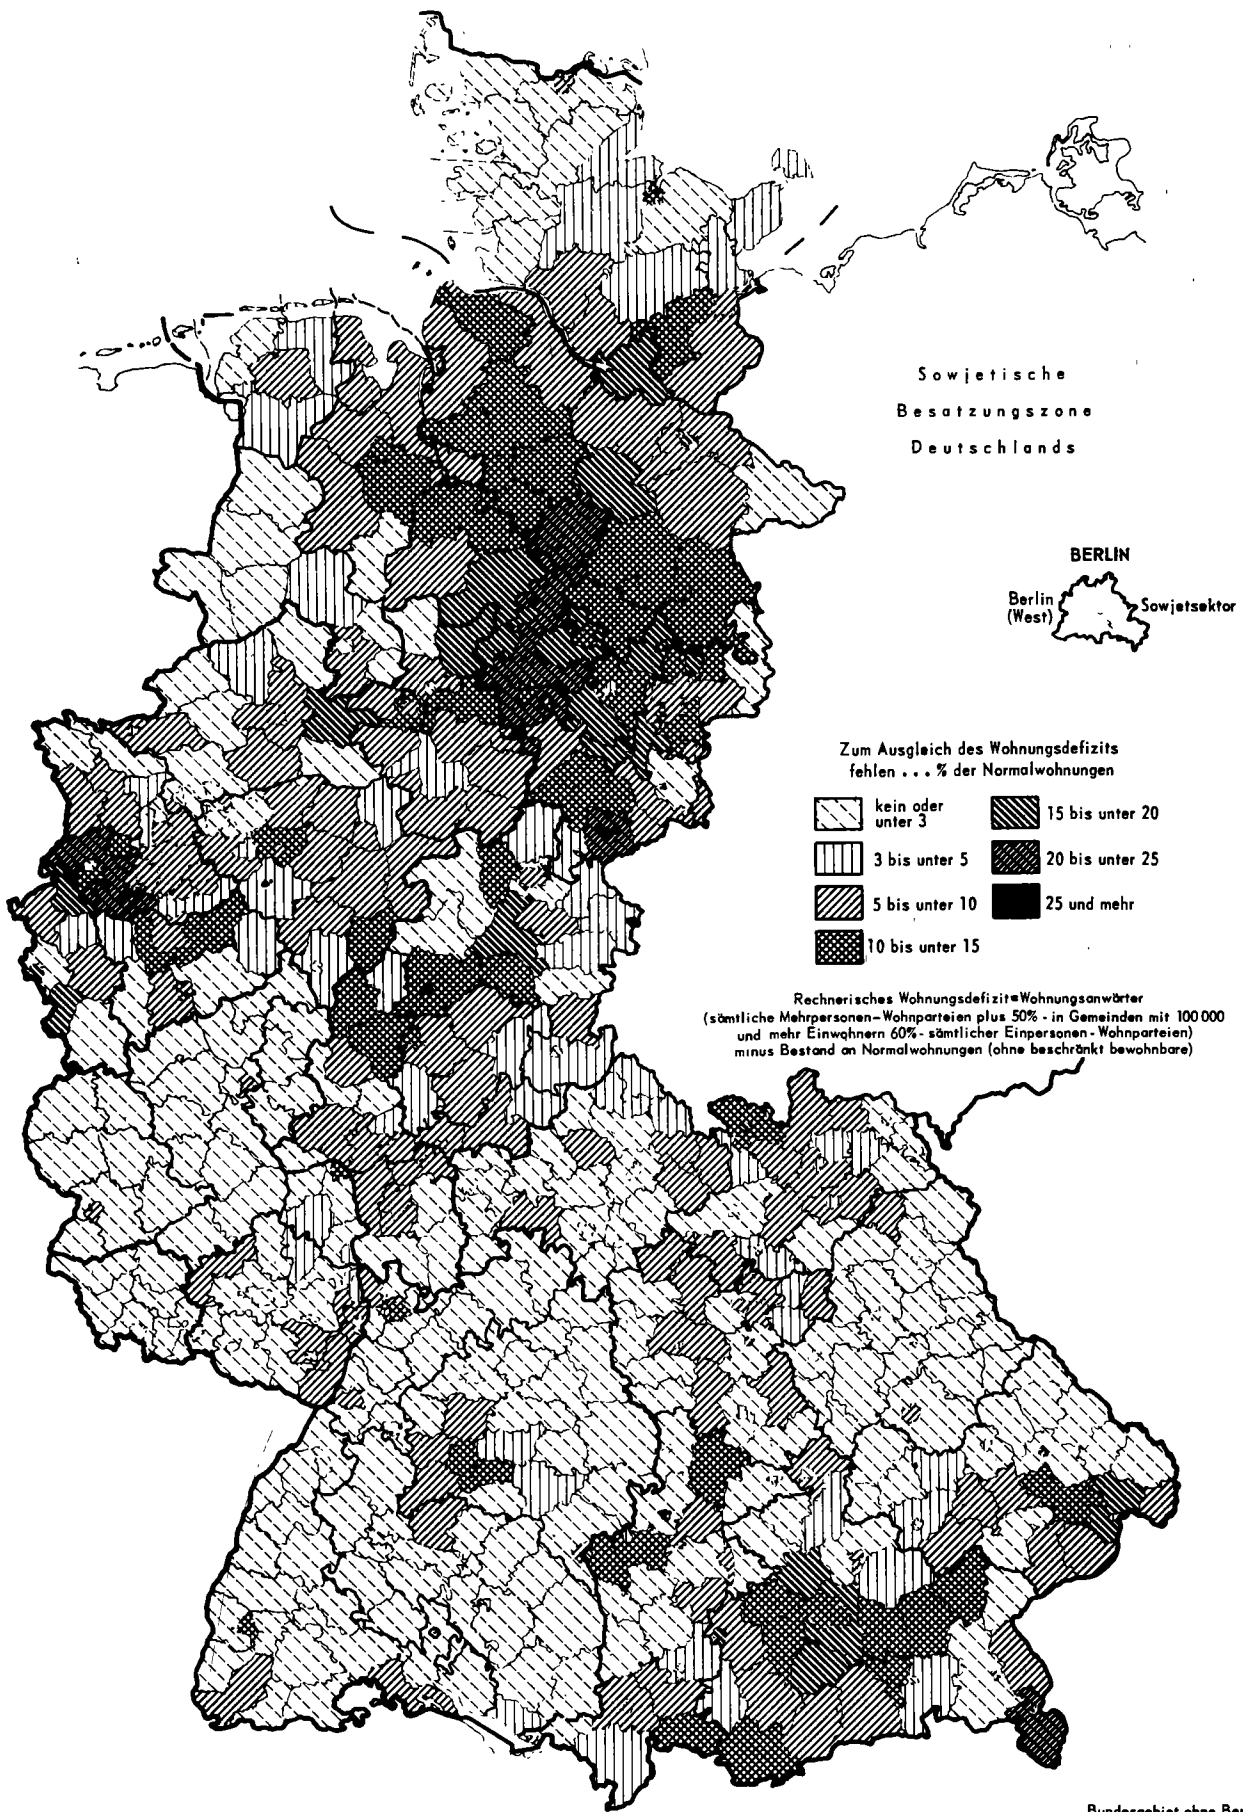 Sowjetische
Besatzungszone
Deutschlands
BERLIN
Berlin
(West)
Sowjetsektor
Zum Ausgleich des Wohnungsdefizits
fehlen ... % der Normalwohnungen
kein oder
unter 3
3 bis unter 5
5 bis unter 10
10 bis unter 15
15 bis unter 20
20 bis unter 25
25 und mehr
Rechnerisches Wohnungsdefizit=Wohnungsanwärter
(sämtliche Mehrpersonen-Wohnparteien plus 50% - in Gemeinden mit 100 000
und mehr Einwohnern 60% - sämtlicher Einpersonen - Wohnparteien)
minus Bestand an Normalwohnungen (ohne beschränkt bewohnbare)
Bundesgebiet ohne